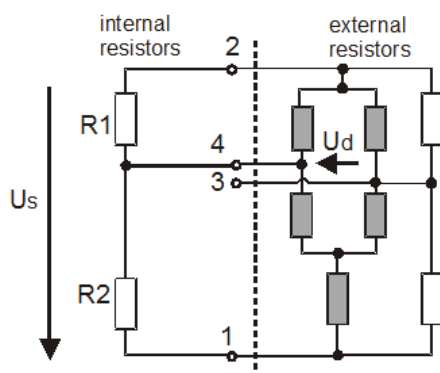 internal
resistors
external
resistors
2
R1
4
Ud
3
Us
R2
1